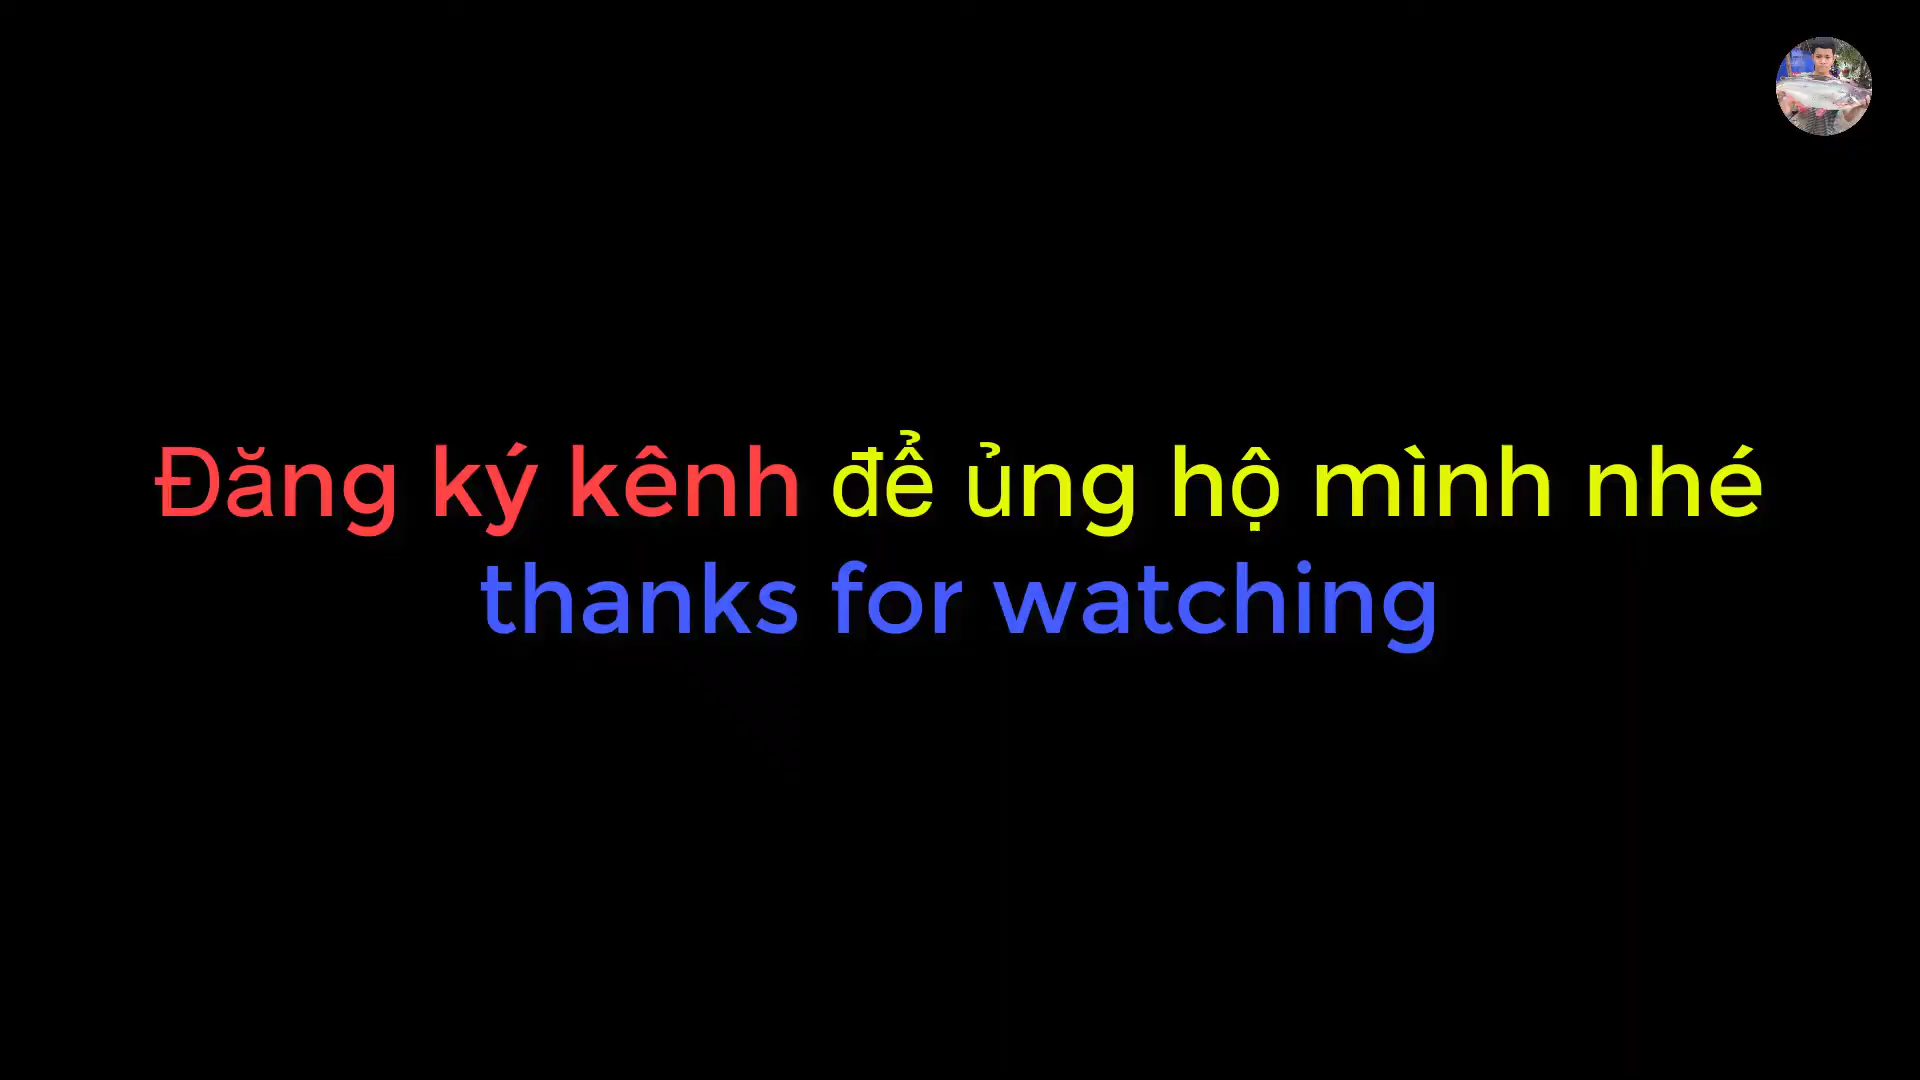 Đăng ký kênh để ủng hộ mình nhé
thanks for watching